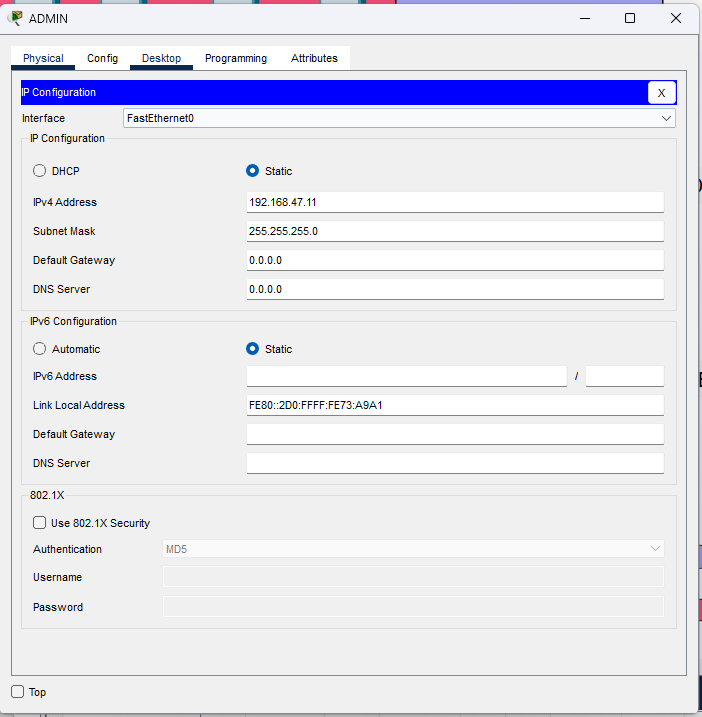 ADMIN
Physical Config Desktop Programming Attributes
IP Configuration X
Interface FastEthernet0
IP Configuration
DHCP Static
IPv4 Address 192.168.47.11
Subnet Mask 255.255.255.0
Default Gateway 0.0.0.0
DNS Server 0.0.0.0
IPv6 Configuration
Automatic Static
IPv6 Address /
Link Local Address FE80::2D0:FFFF:FE73:A9A1
Default Gateway
DNS Server
802.1X
Use 802.1X Security
Authentication MD5
Username
Password
Top